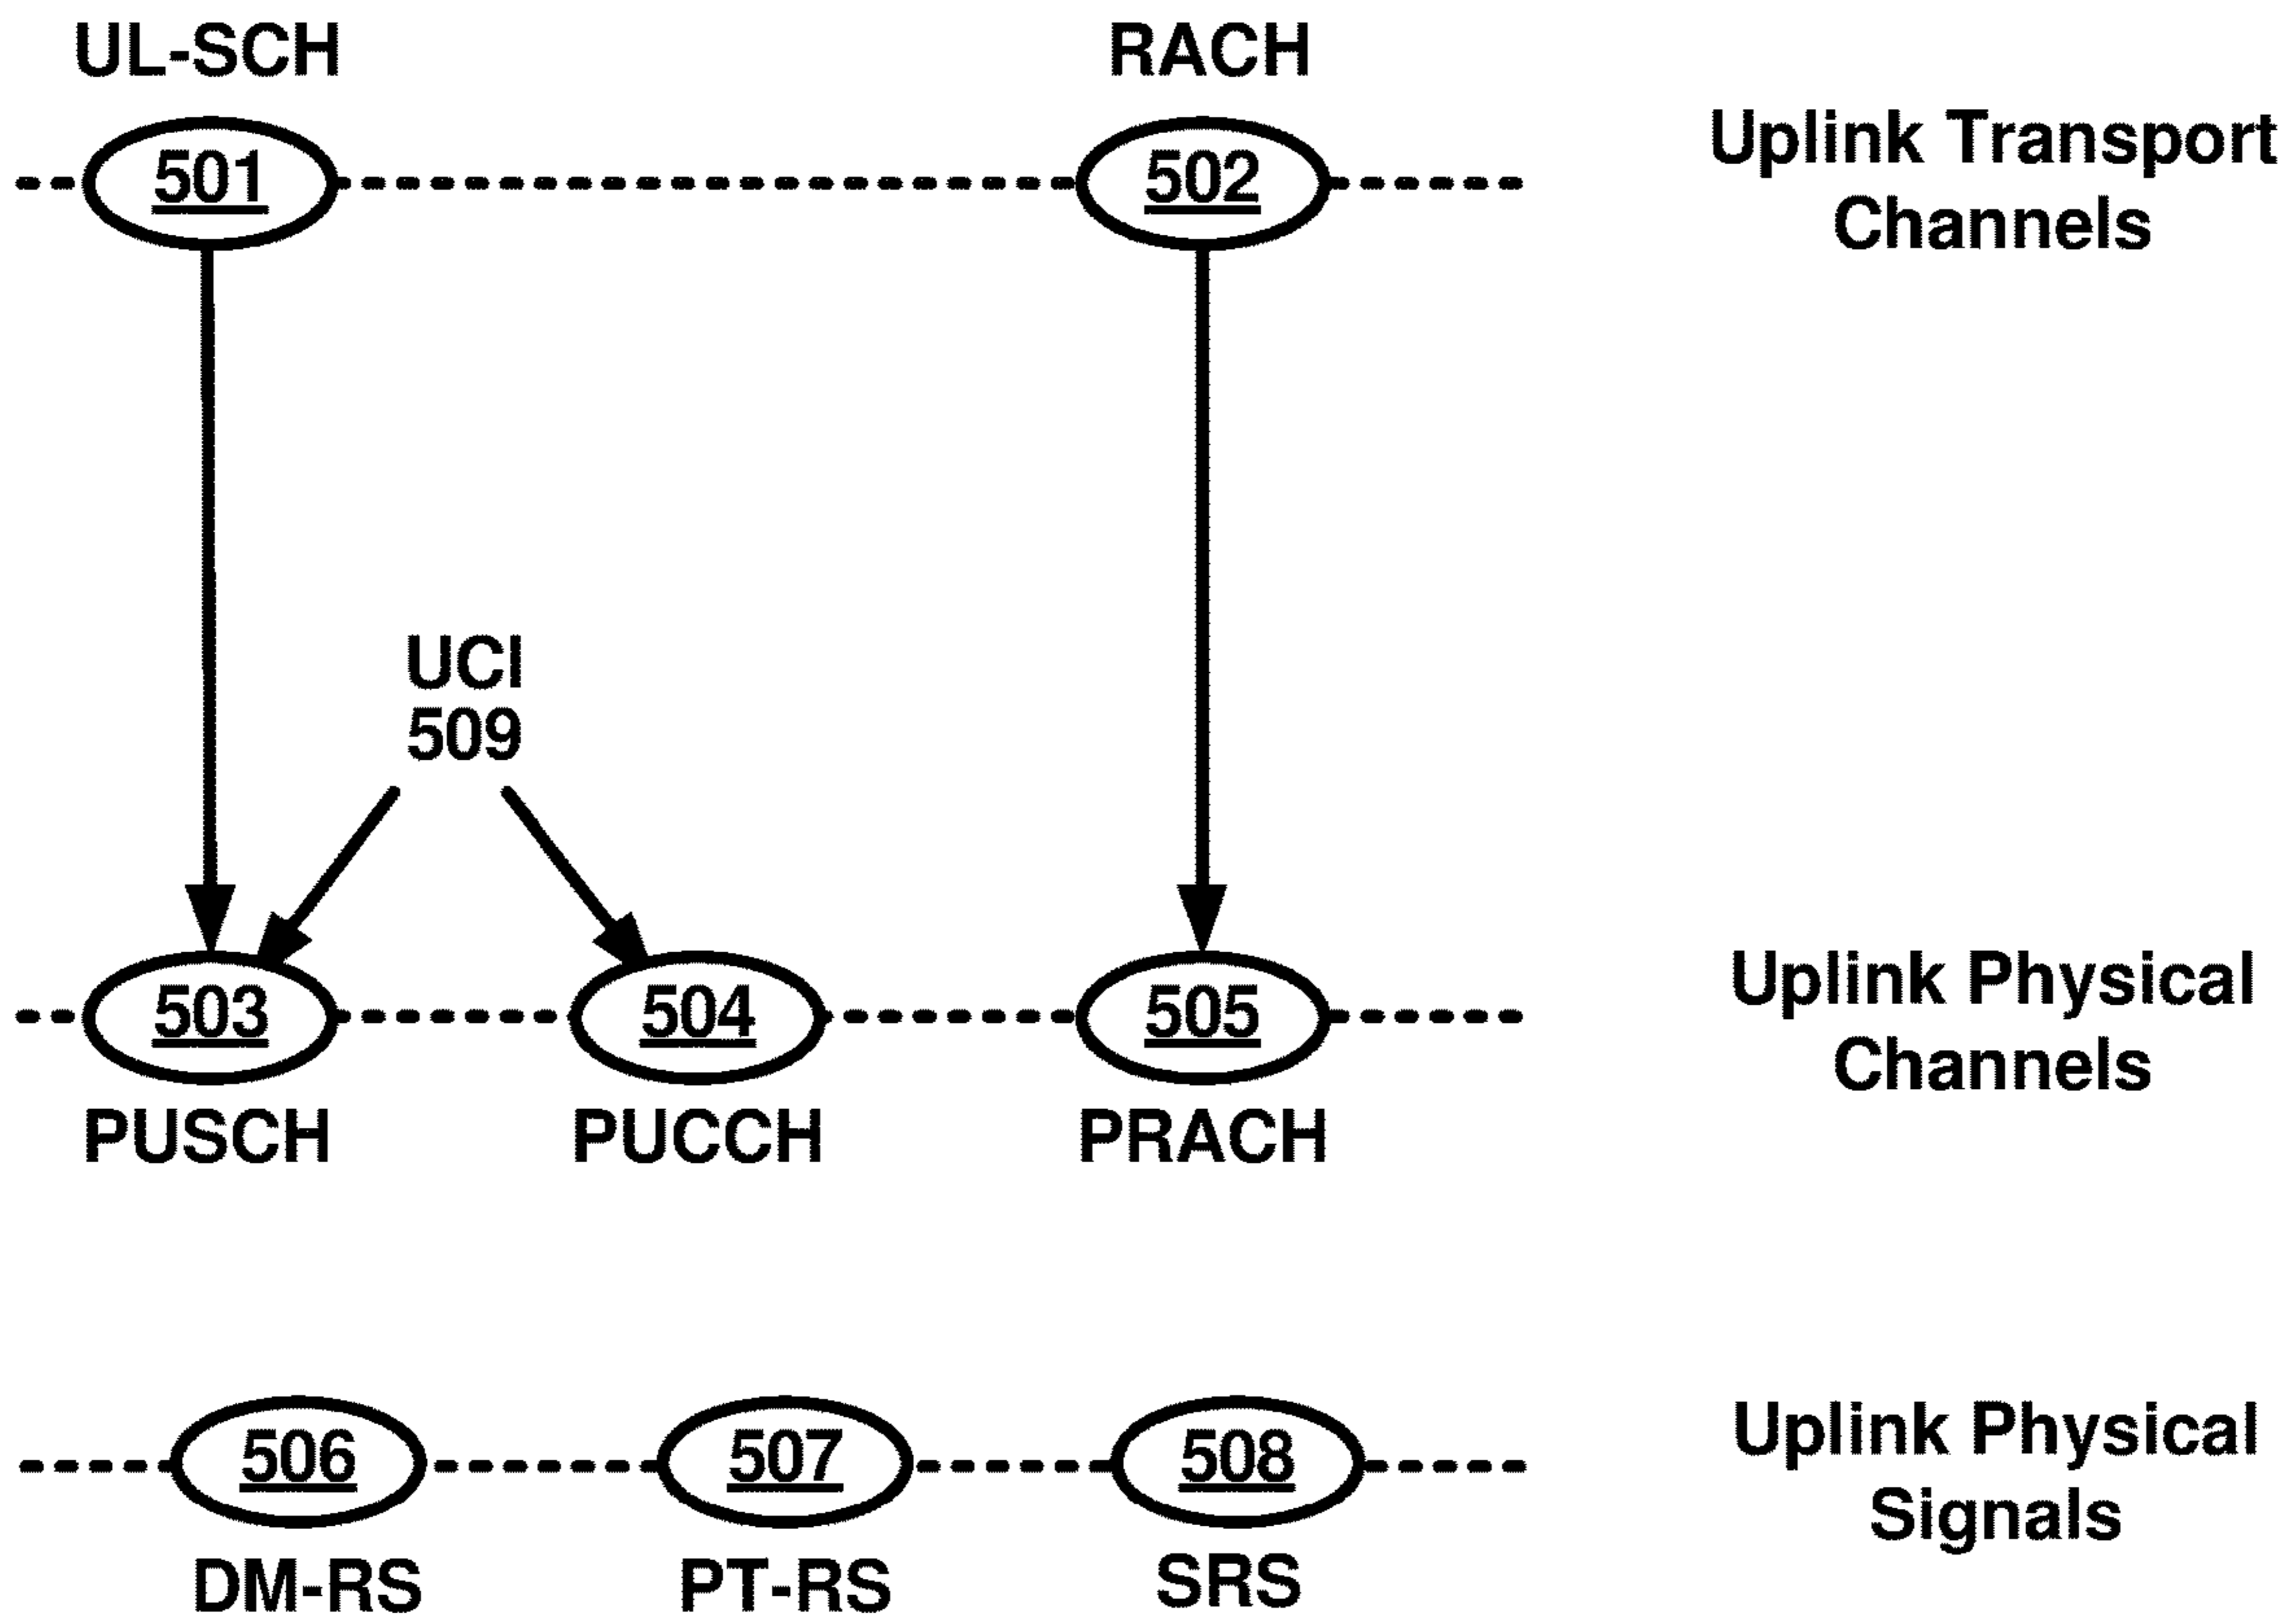 UL-SCH
RACH
501
502
Uplink Transport
Channels
UCI
509
503
504
505
Uplink Physical
Channels
PUSCH
PUCCH
PRACH
506
507
508
Uplink Physical
Signals
DM-RS
PT-RS
SRS